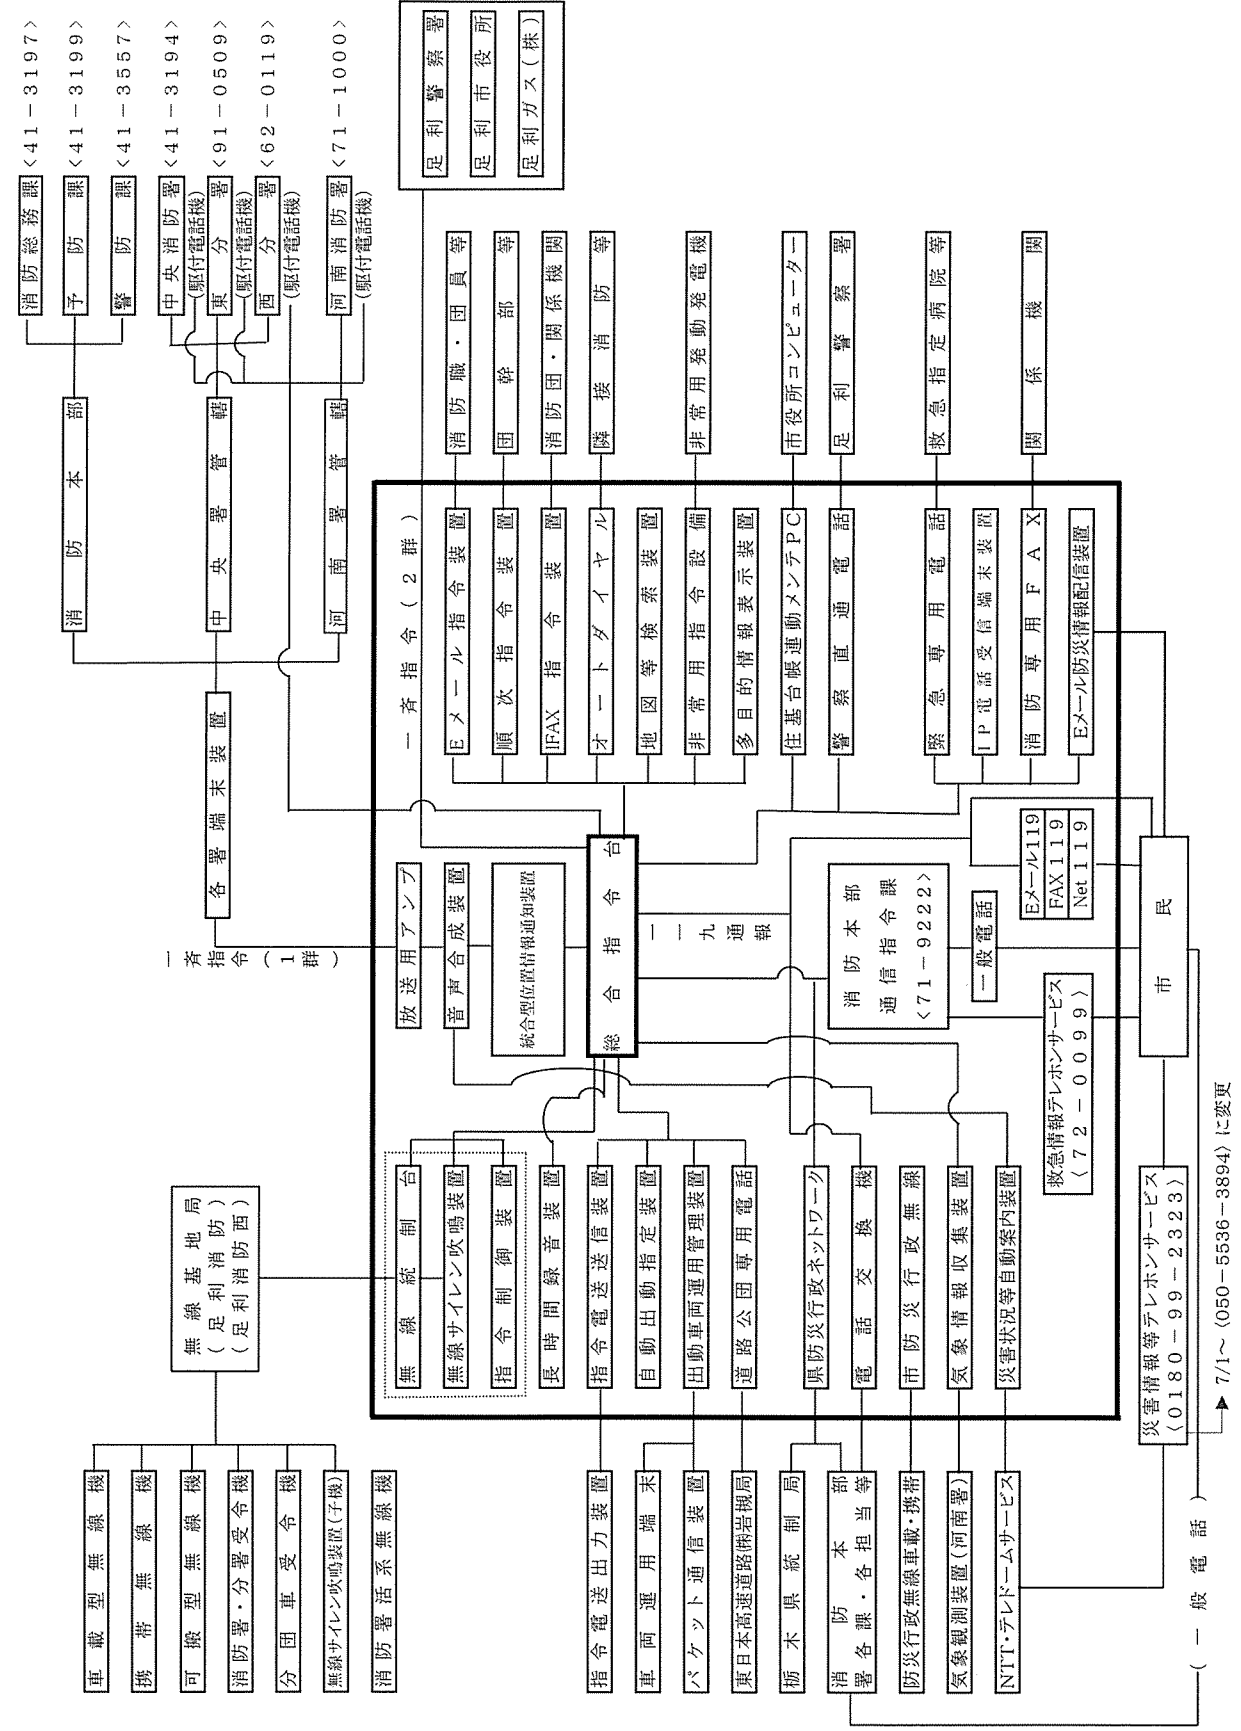 車載型無線機
携帯無線機
可搬型無線機
消防署・分署受令機
分団車受令機
無線サイレン吹鳴装置(子機)
消防署活系無線機
無線基地局
(足利消防)
(足利消防西)
指令電送出力装置
車両運用端末
パケット通信装置
東日本高速道路㈱岩槻局
栃木県統制局
消防本部
署各課・各担当等
防災行政無線車載・携帯
気象観測装置(河南署)
NTT・テレドームサービス
(一般電話)
無線統制台
無線サイレン吹鳴装置
指令制御装置
長時間録音装置
指令電送送信装置
自動出動指定装置
出動車両運用管理装置
道路公団専用電話
県防災行政ネットワーク
電話交換機
市防災行政無線
気象情報収集装置
災害状況等自動案内装置
災害情報等テレホンサービス
〈0180-99-2323〉
7/1~〈050-5536-3894〉に変更
一斉指令(1群)
放送用アンプ
音声合成装置
統合型位置情報通知装置
総合指令台
一一九通報
消防本部
通信指令課
〈71-9222〉
一般電話
救急情報テレホンサービス
〈72-0099〉
Eメール119
FAX119
Net119
市民
各署端末装置
一斉指令(2群)
Eメール指令装置
順次指令装置
IFAX指令装置
オートダイヤル
地図等検索装置
非常用指令設備
多目的情報表示装置
住基台帳連動メンテPC
警察直通電話
緊急専用電話
IP電話受信端末装置
消防専用FAX
Eメール防災情報配信装置
消防本部
中央署管轄
河南署管轄
消防職・団員等
団幹部等
消防団・関係機関
隣接消防等
非常用発動発電機
市役所コンピューター
足利警察署
救急指定病院等
関係機関
消防総務課〈41-3197〉
予防課〈41-3199〉
警防課〈41-3557〉
中央消防署〈41-3194〉
(駆付電話機)
東分署〈91-0509〉
(駆付電話機)
西分署〈62-0119〉
(駆付電話機)
河南消防署〈71-1000〉
(駆付電話機)
足利警察署
足利市役所
足利ガス(株)